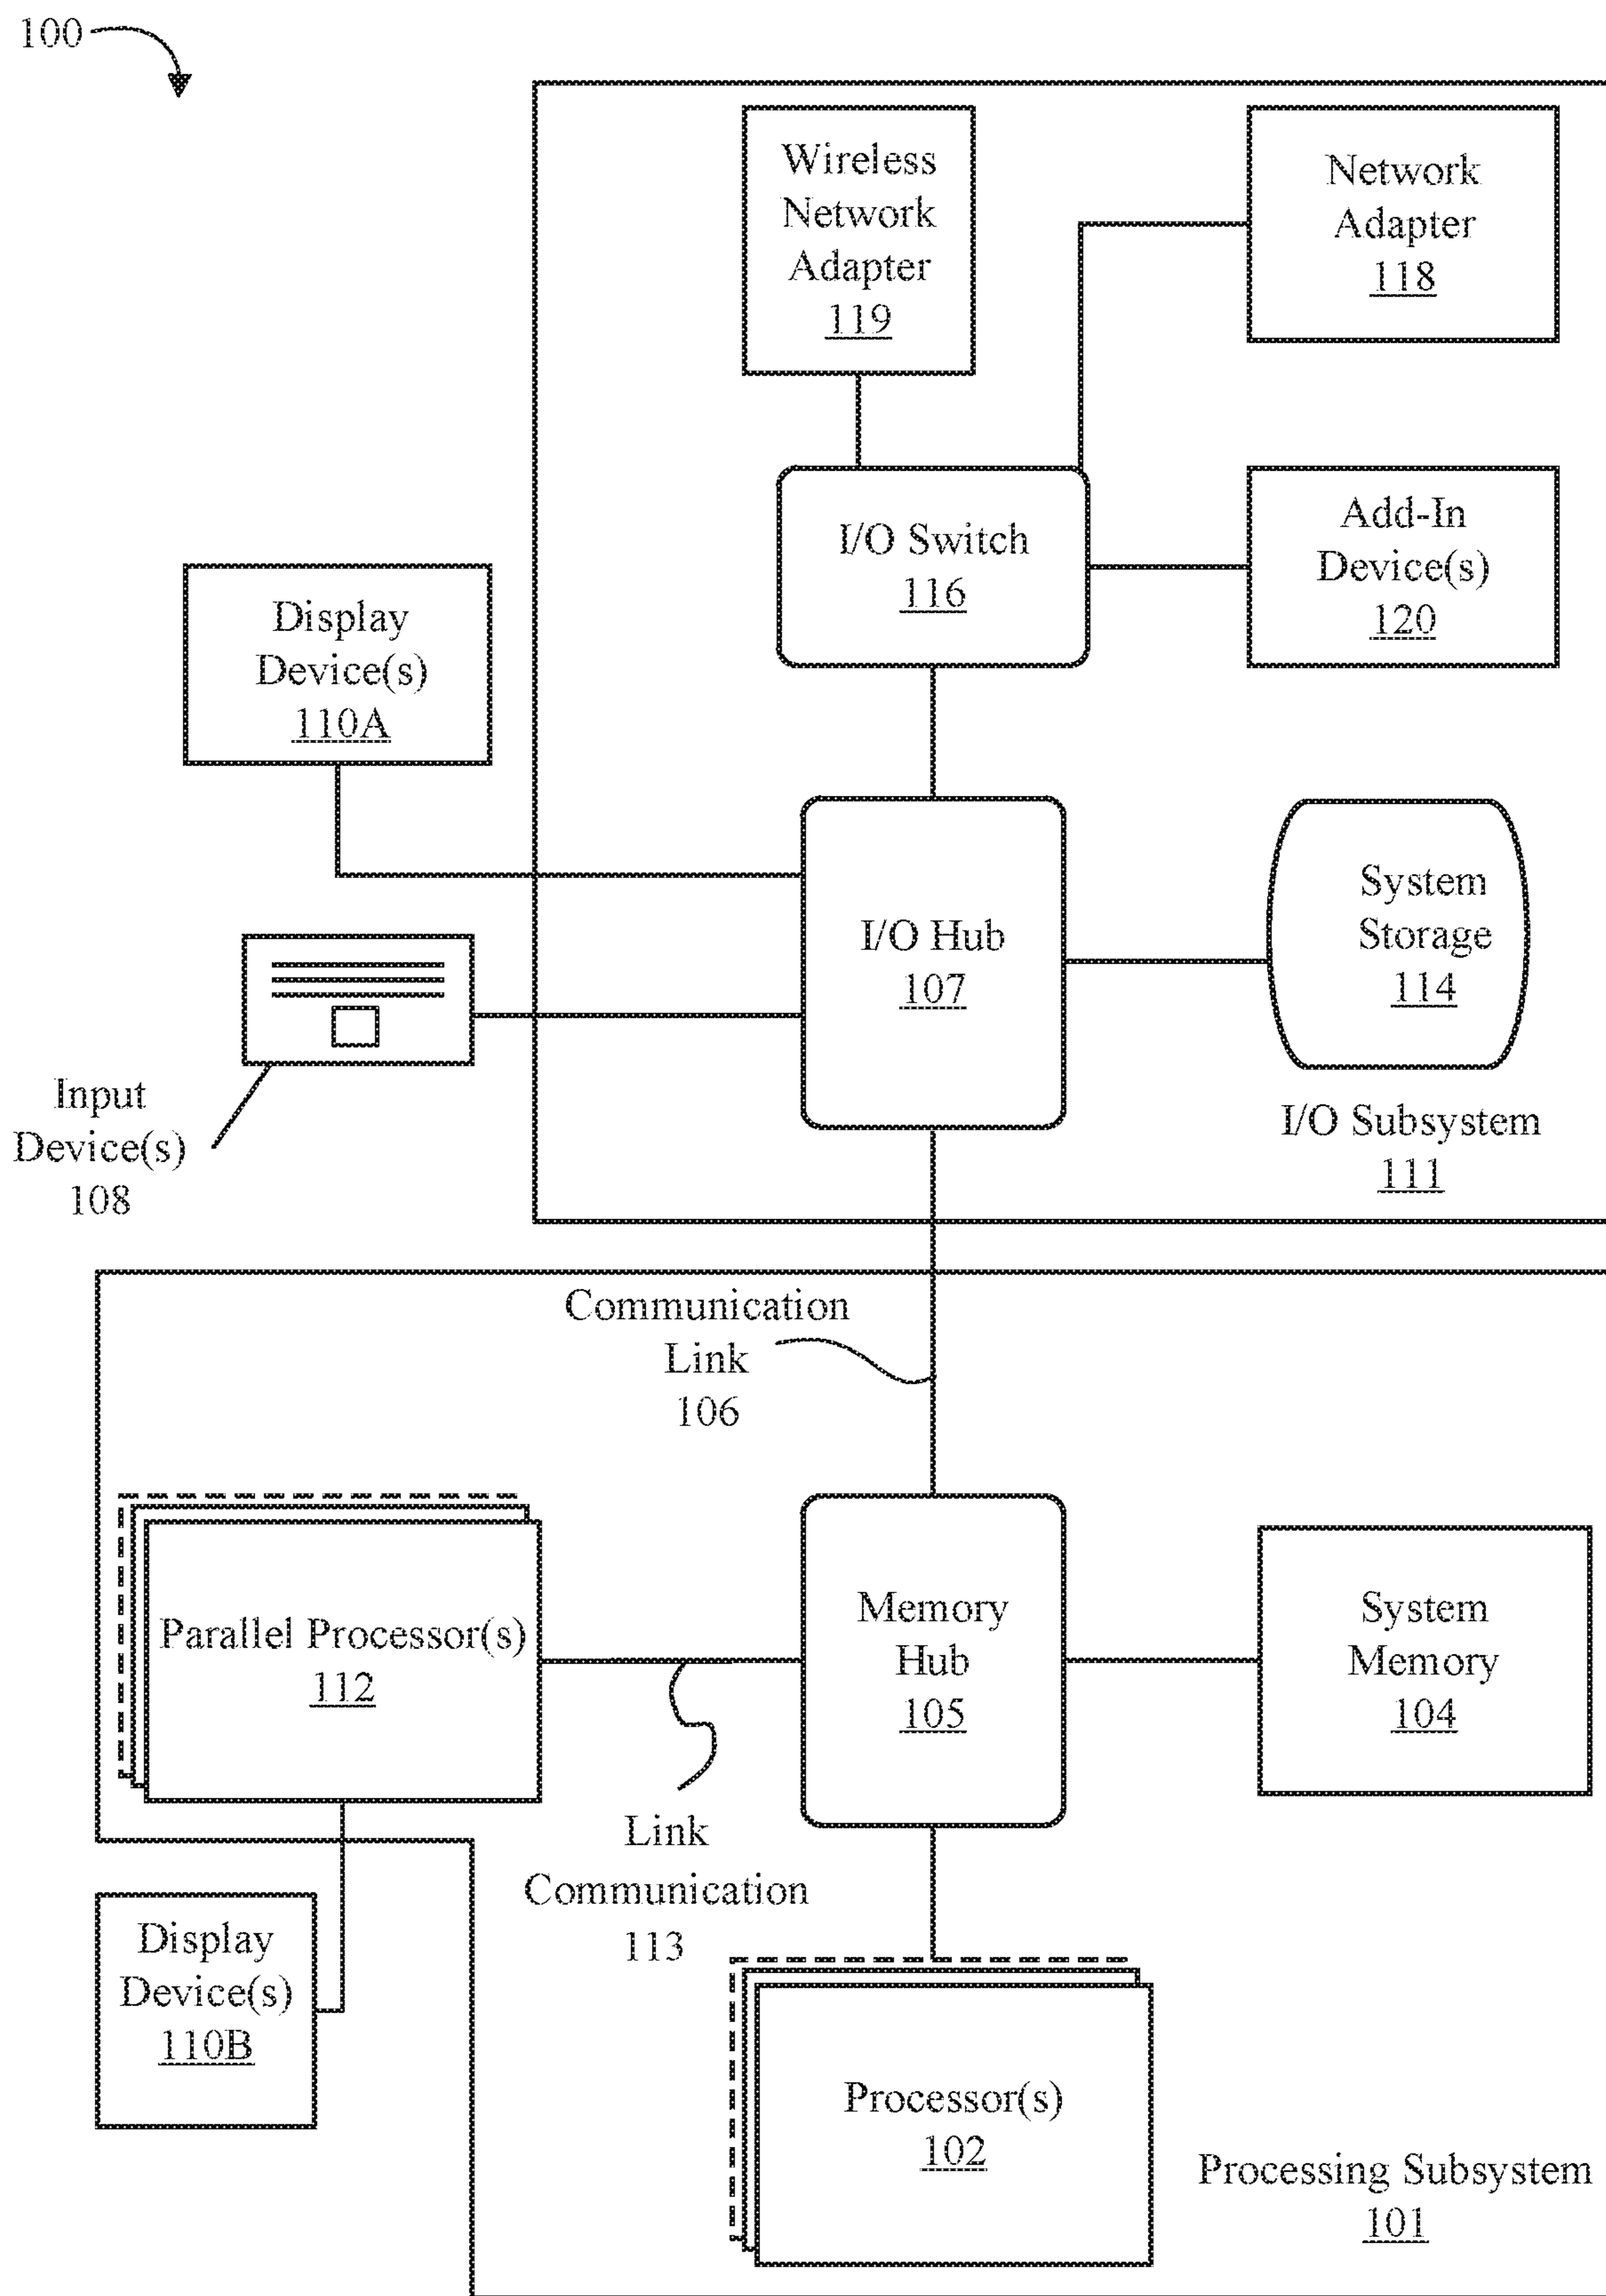 100
Wireless
Network
Adapter
119
Network
Adapter
118
I/O Switch
116
Add-In
Device(s)
120
Display
Device(s)
110A
I/O Hub
107
System
Storage
114
Input
Device(s)
108
I/O Subsystem
111
Communication
Link
106
Parallel Processor(s)
112
Memory
Hub
105
System
Memory
104
Link
Communication
113
Display
Device(s)
110B
Processor(s)
102
Processing Subsystem
101